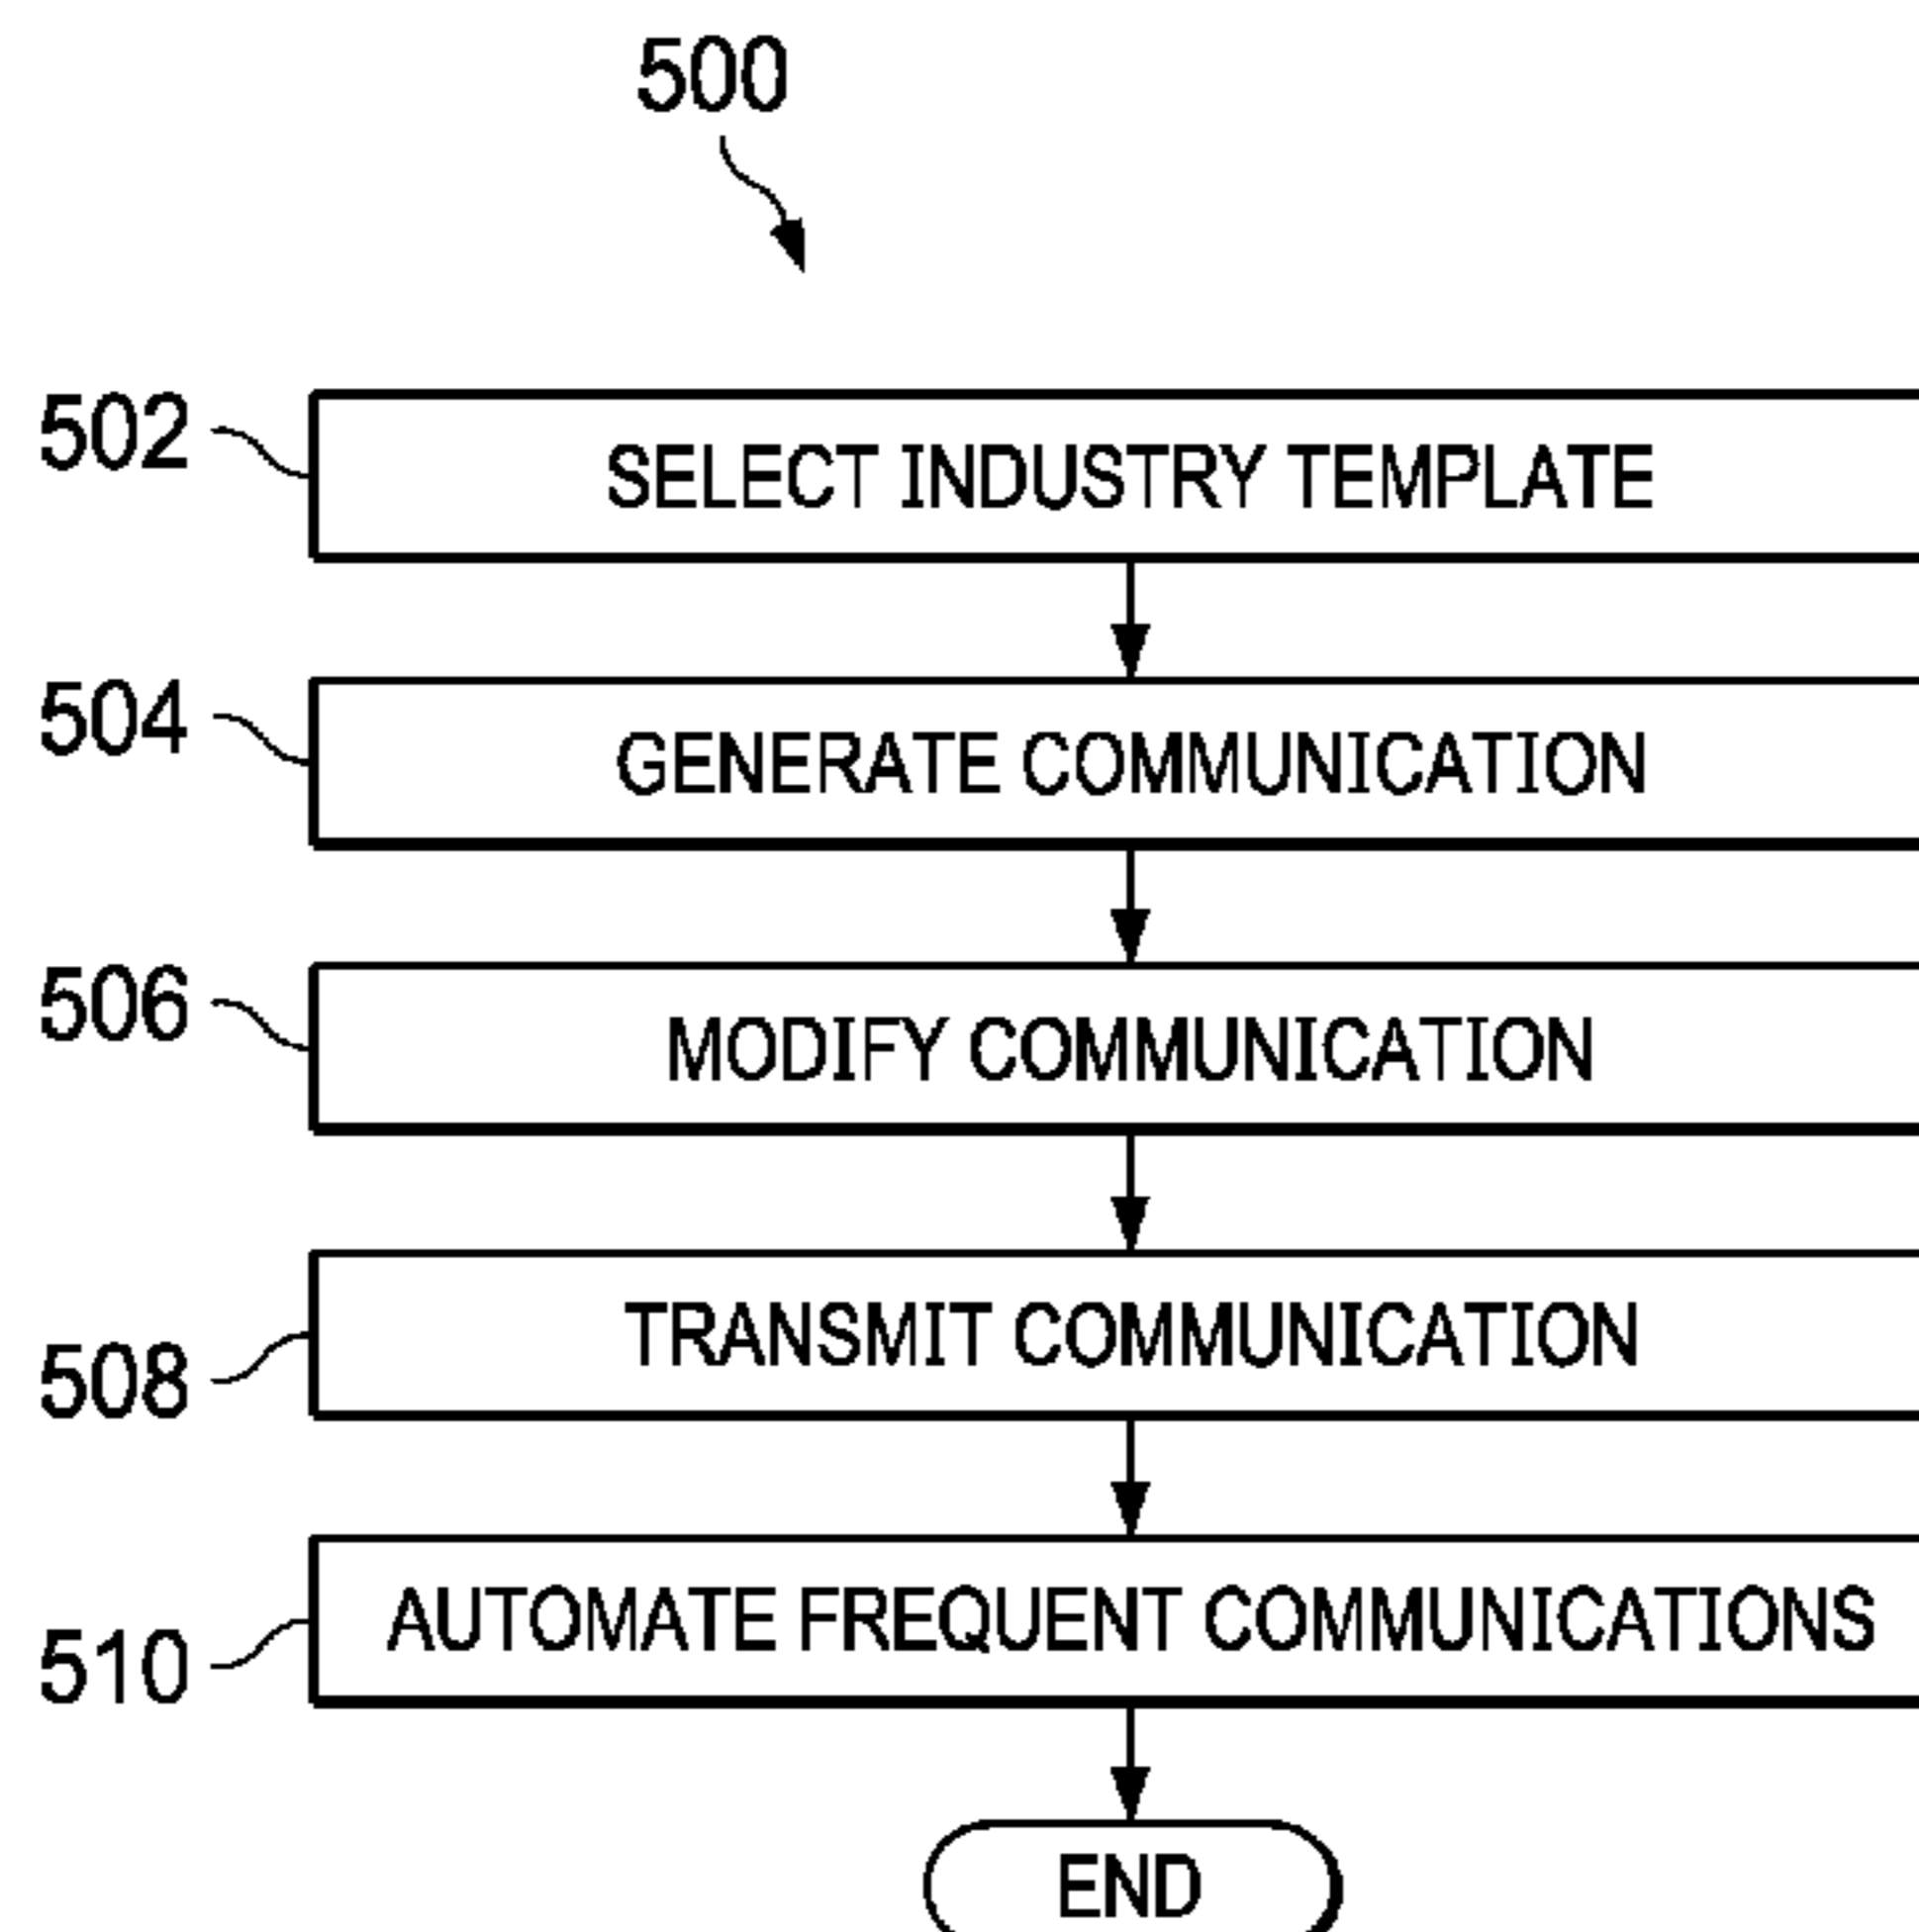 500
502 SELECT INDUSTRY TEMPLATE
504 GENERATE COMMUNICATION
506 MODIFY COMMUNICATION
508 TRANSMIT COMMUNICATION
510 AUTOMATE FREQUENT COMMUNICATIONS
END